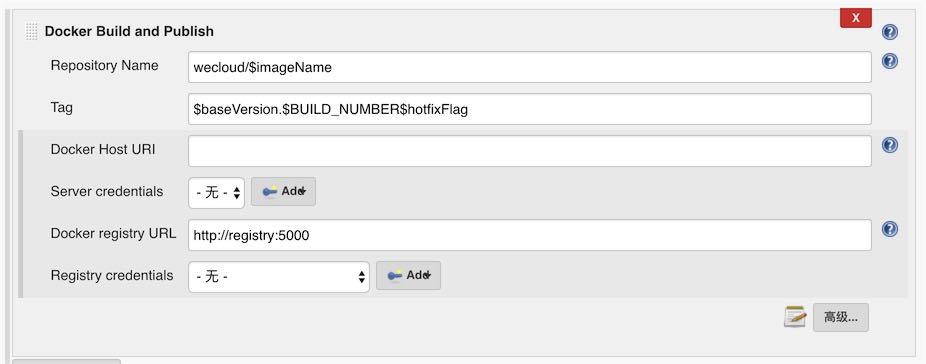 X
Docker Build and Publish
Repository Name wecloud/$imageName
Tag $baseVersion.$BUILD_NUMBER$hotfixFlag
Docker Host URI
Server credentials - 无 - Add
Docker registry URL http://registry:5000
Registry credentials - 无 - Add
高级...